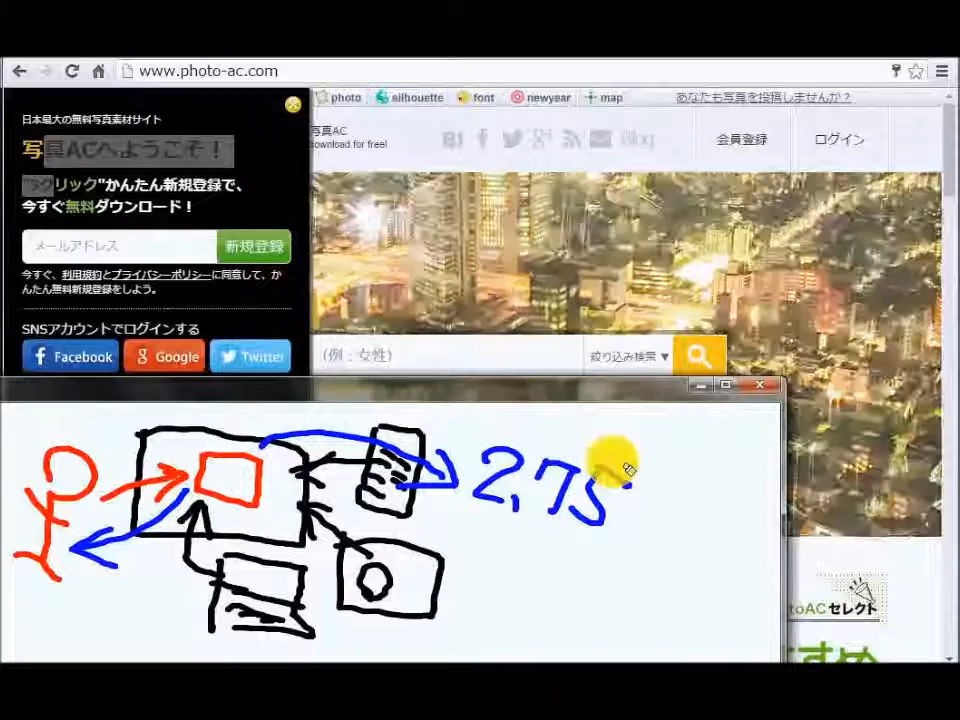 www.photo-ac.com
photo silhouette font newyear map あなたも写真を投稿しませんか?
日本最大の無料写真素材サイト
写真ACへようこそ!
リック"かんたん新規登録で、
今すぐ無料ダウンロード!
メールアドレス 新規登録
今すぐ、利用規約とプライバシーポリシーに同意して、か
んたん無料新規登録をしよう。
SNSアカウントでログインする
Facebook Google Twitter
写真AC
ownload for free!
Blog
会員登録 ログイン
(例:女性) 絞り込み検索▼
2,75
toACセレクト
すすめ